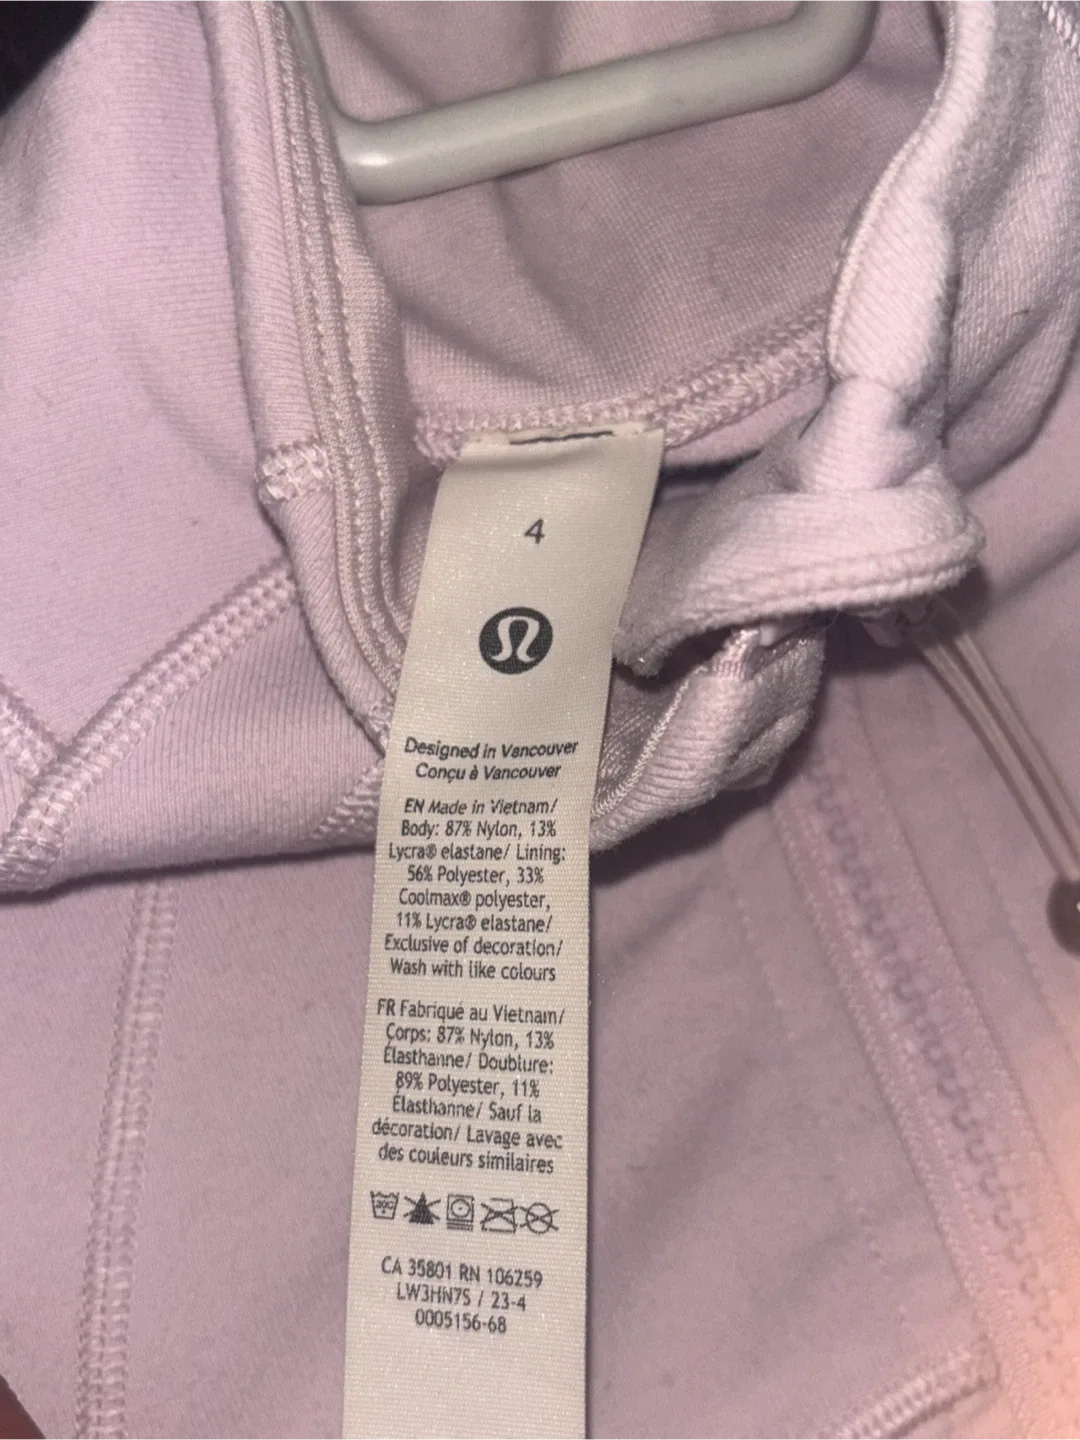 4
Designed in Vancouver
Conçu à Vancouver
EN Made in Vietnam/
Body: 87% Nylon, 13%
Lycra® elastane/ Lining:
56% Polyester, 33%
Coolmax® polyester,
11% Lycra® elastane/
Exclusive of decoration/
Wash with like colours
FR Fabriqué au Vietnam/
Corps: 87% Nylon, 13%
Élasthanne/ Doublure:
89% Polyester, 11%
Élasthanne/ Sauf la
décoration/ Lavage avec
des couleurs similaires
30C
CA 35801 RN 106259
LW3HN7S / 23-4
0005156-68